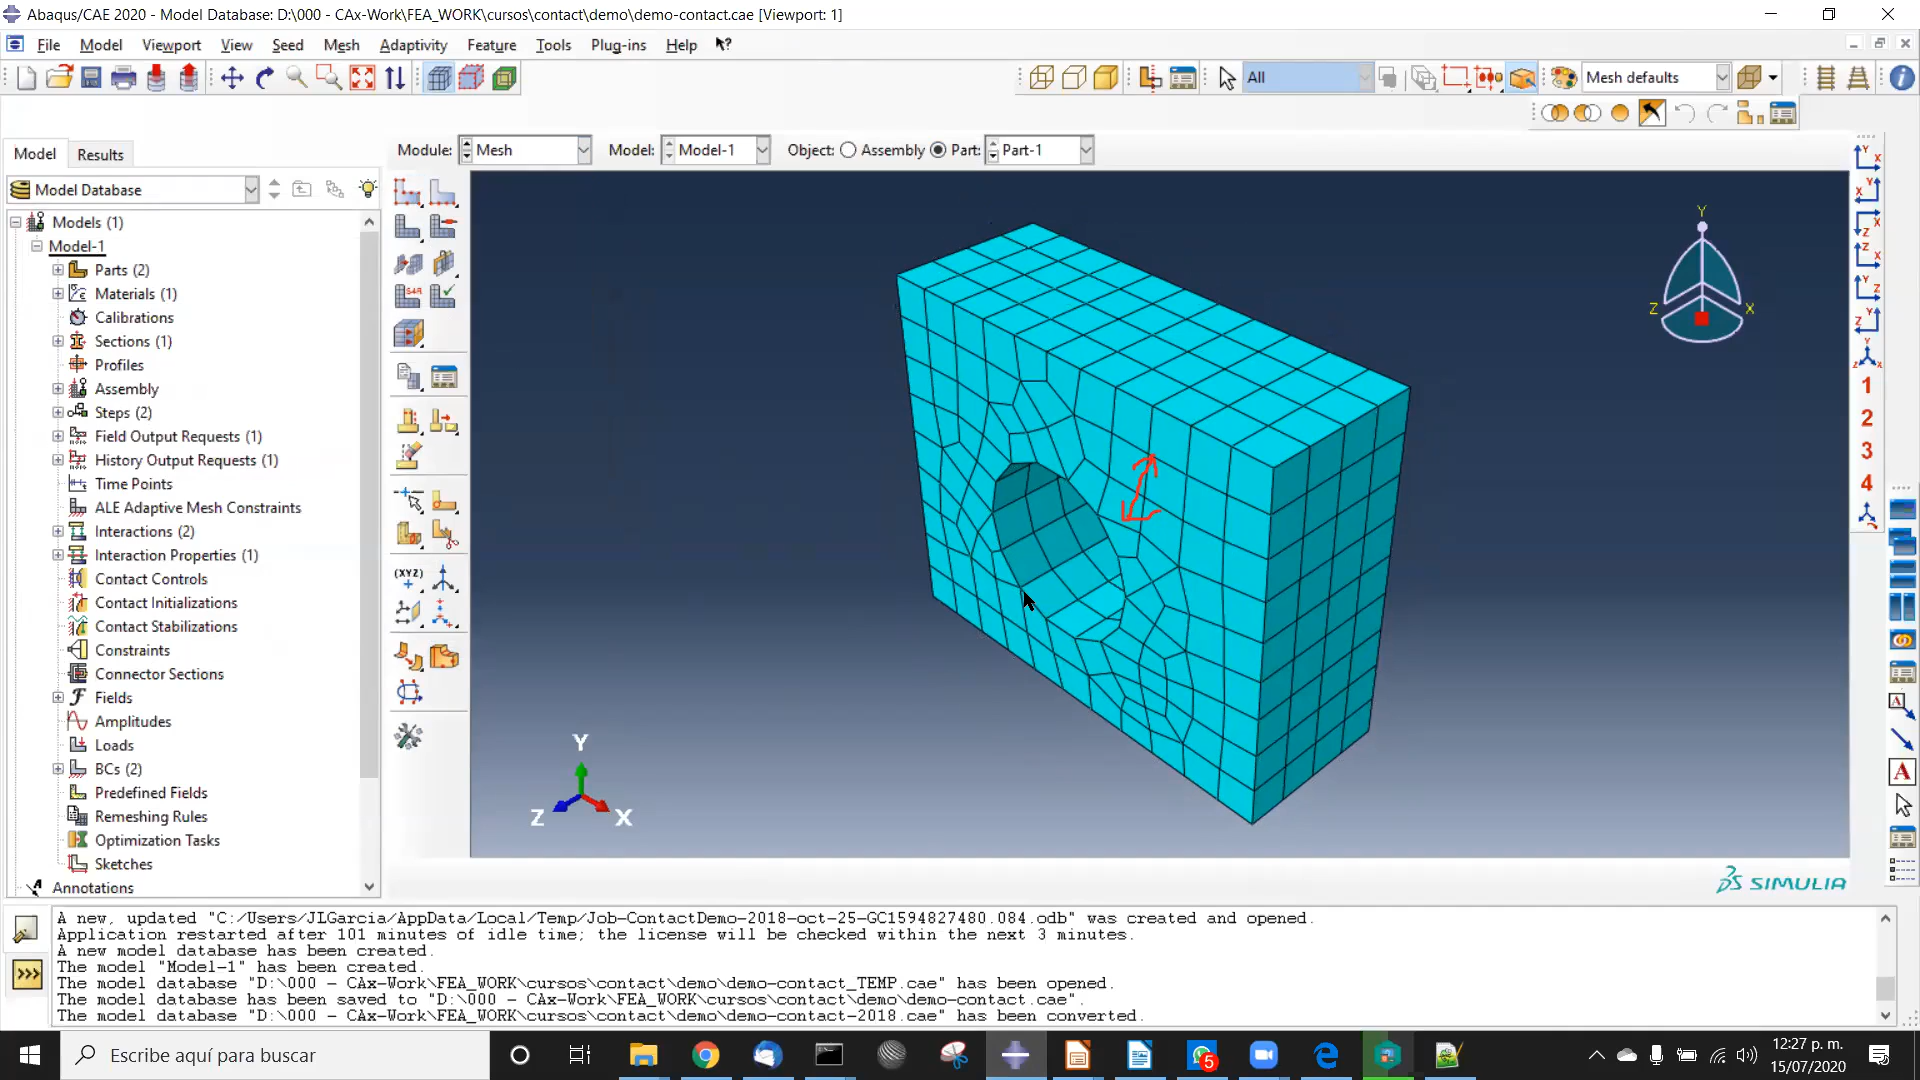 Abaqus/CAE 2020 - Model Database: D:\000 - CAx-Work\FEA_WORK\cursos\contact\demo\demo-contact.cae [Viewport: 1]
File Model Viewport View Seed Mesh Adaptivity Feature Tools Plug-ins Help
All
Mesh defaults
Model Results
Module: Mesh Model: Model-1 Object: Assembly Part: Part-1
Model Database
Models (1)
Model-1
Parts (2)
Materials (1)
Calibrations
Sections (1)
Profiles
Assembly
Steps (2)
Field Output Requests (1)
History Output Requests (1)
Time Points
ALE Adaptive Mesh Constraints
Interactions (2)
Interaction Properties (1)
Contact Controls
Contact Initializations
Contact Stabilizations
Constraints
Connector Sections
Fields
Amplitudes
Loads
BCs (2)
Predefined Fields
Remeshing Rules
Optimization Tasks
Sketches
Annotations
(XYZ)
Y
Z X
Y
Z X
1
2
3
4
A
SIMULIA
A new, updated "C:/Users/JLGarcia/AppData/Local/Temp/Job-ContactDemo-2018-oct-25-GC1594827480.084.odb" was created and opened.
Application restarted after 101 minutes of idle time; the license will be checked within the next 3 minutes.
A new model database has been created.
The model "Model-1" has been created.
The model database "D:\000 - CAx-Work\FEA_WORK\cursos\contact\demo\demo-contact_TEMP.cae" has been opened.
The model database has been saved to "D:\000 - CAx-Work\FEA_WORK\cursos\contact\demo\demo-contact.cae".
The model database "D:\000 - CAx-Work\FEA_WORK\cursos\contact\demo\demo-contact-2018.cae" has been converted.
Escribe aquí para buscar
5
12:27 p. m.
15/07/2020